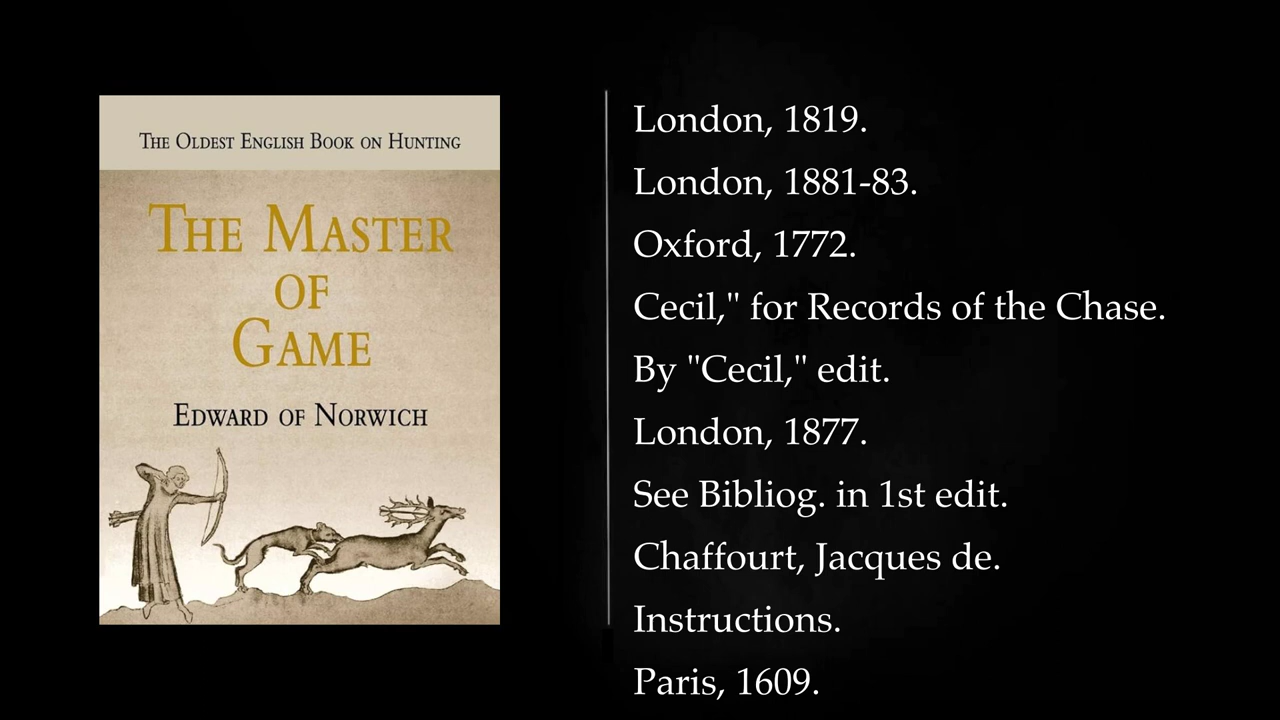 The Oldest English Book on Hunting
The Master
of
Game
Edward of Norwich
London, 1819.
London, 1881-83.
Oxford, 1772.
Cecil," for Records of the Chase.
By "Cecil," edit.
London, 1877.
See Bibliog. in 1st edit.
Chaffourt, Jacques de.
Instructions.
Paris, 1609.